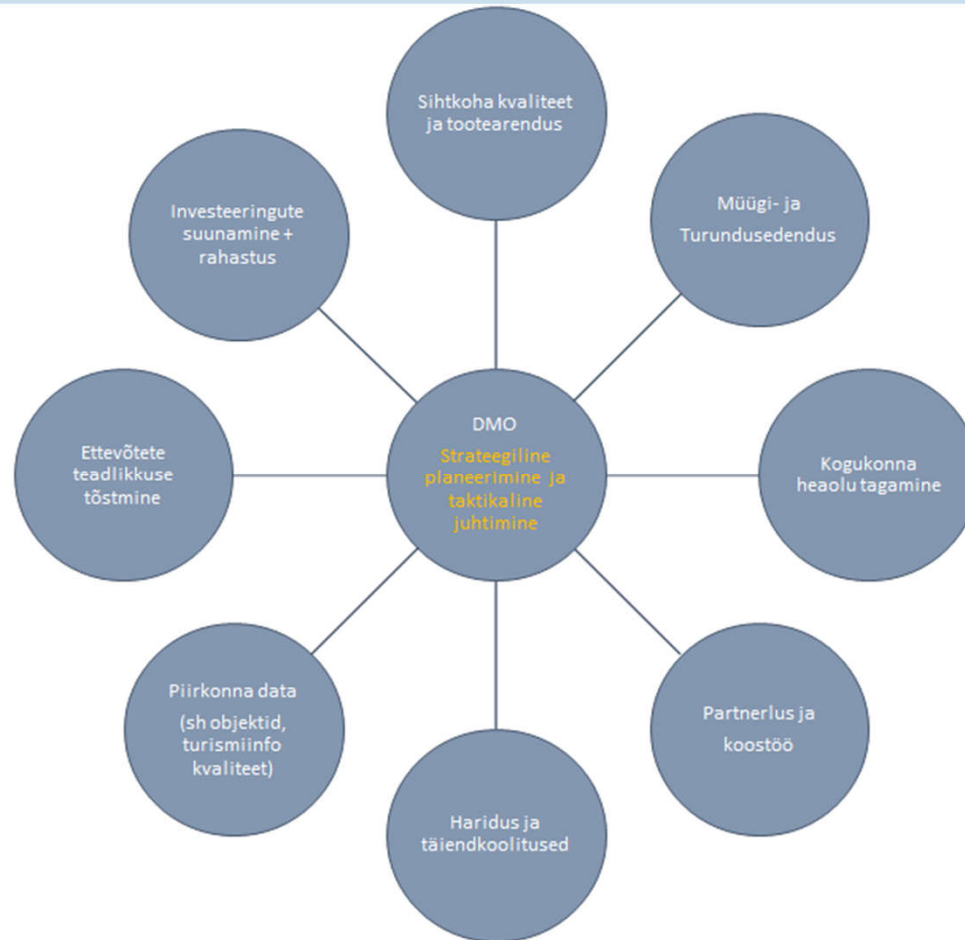 Sihtkoha kvaliteet
ja tootearendus
Müügi- ja
Turundusedendus
Kogukonna
heaolu tagamine
Partnerlus ja
koostöö
Haridus ja
täiendkoolitused
Piirkonna data
(sh objektid,
turismiinfo
kvaliteet)
Ettevõtete
teadlikkuse
tõstmine
Investeeringute
suunamine +
rahastus
DMO
Strateegiline
planeerimine ja
taktikaline
juhtimine